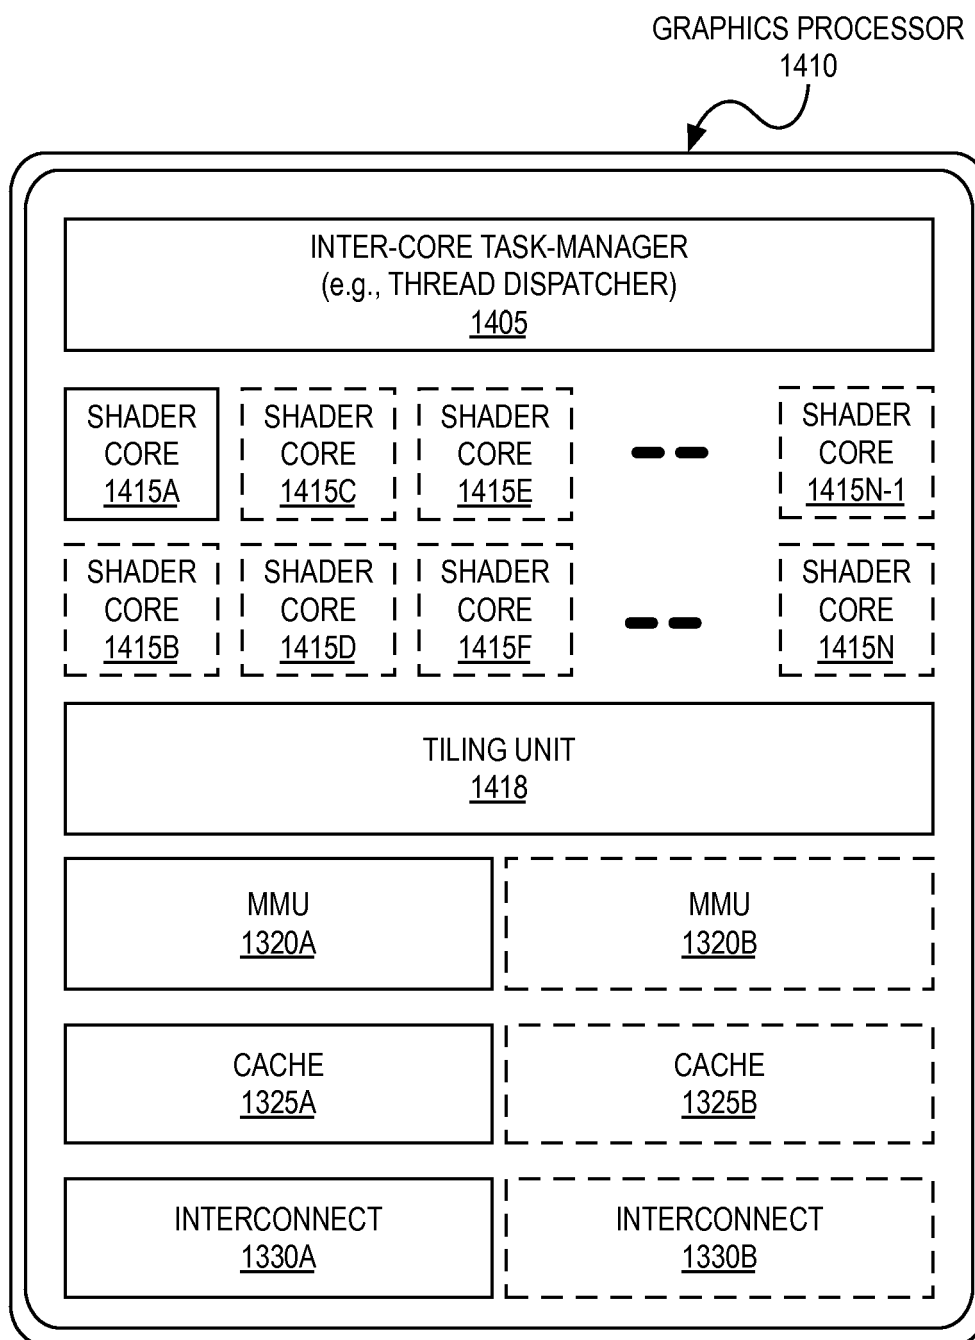 GRAPHICS PROCESSOR
1410
INTER-CORE TASK-MANAGER
(e.g., THREAD DISPATCHER)
1405
SHADER
CORE
1415A
SHADER
CORE
1415C
SHADER
CORE
1415E
SHADER
CORE
1415N-1
SHADER
CORE
1415B
SHADER
CORE
1415D
SHADER
CORE
1415F
SHADER
CORE
1415N
TILING UNIT
1418
MMU
1320A
MMU
1320B
CACHE
1325A
CACHE
1325B
INTERCONNECT
1330A
INTERCONNECT
1330B